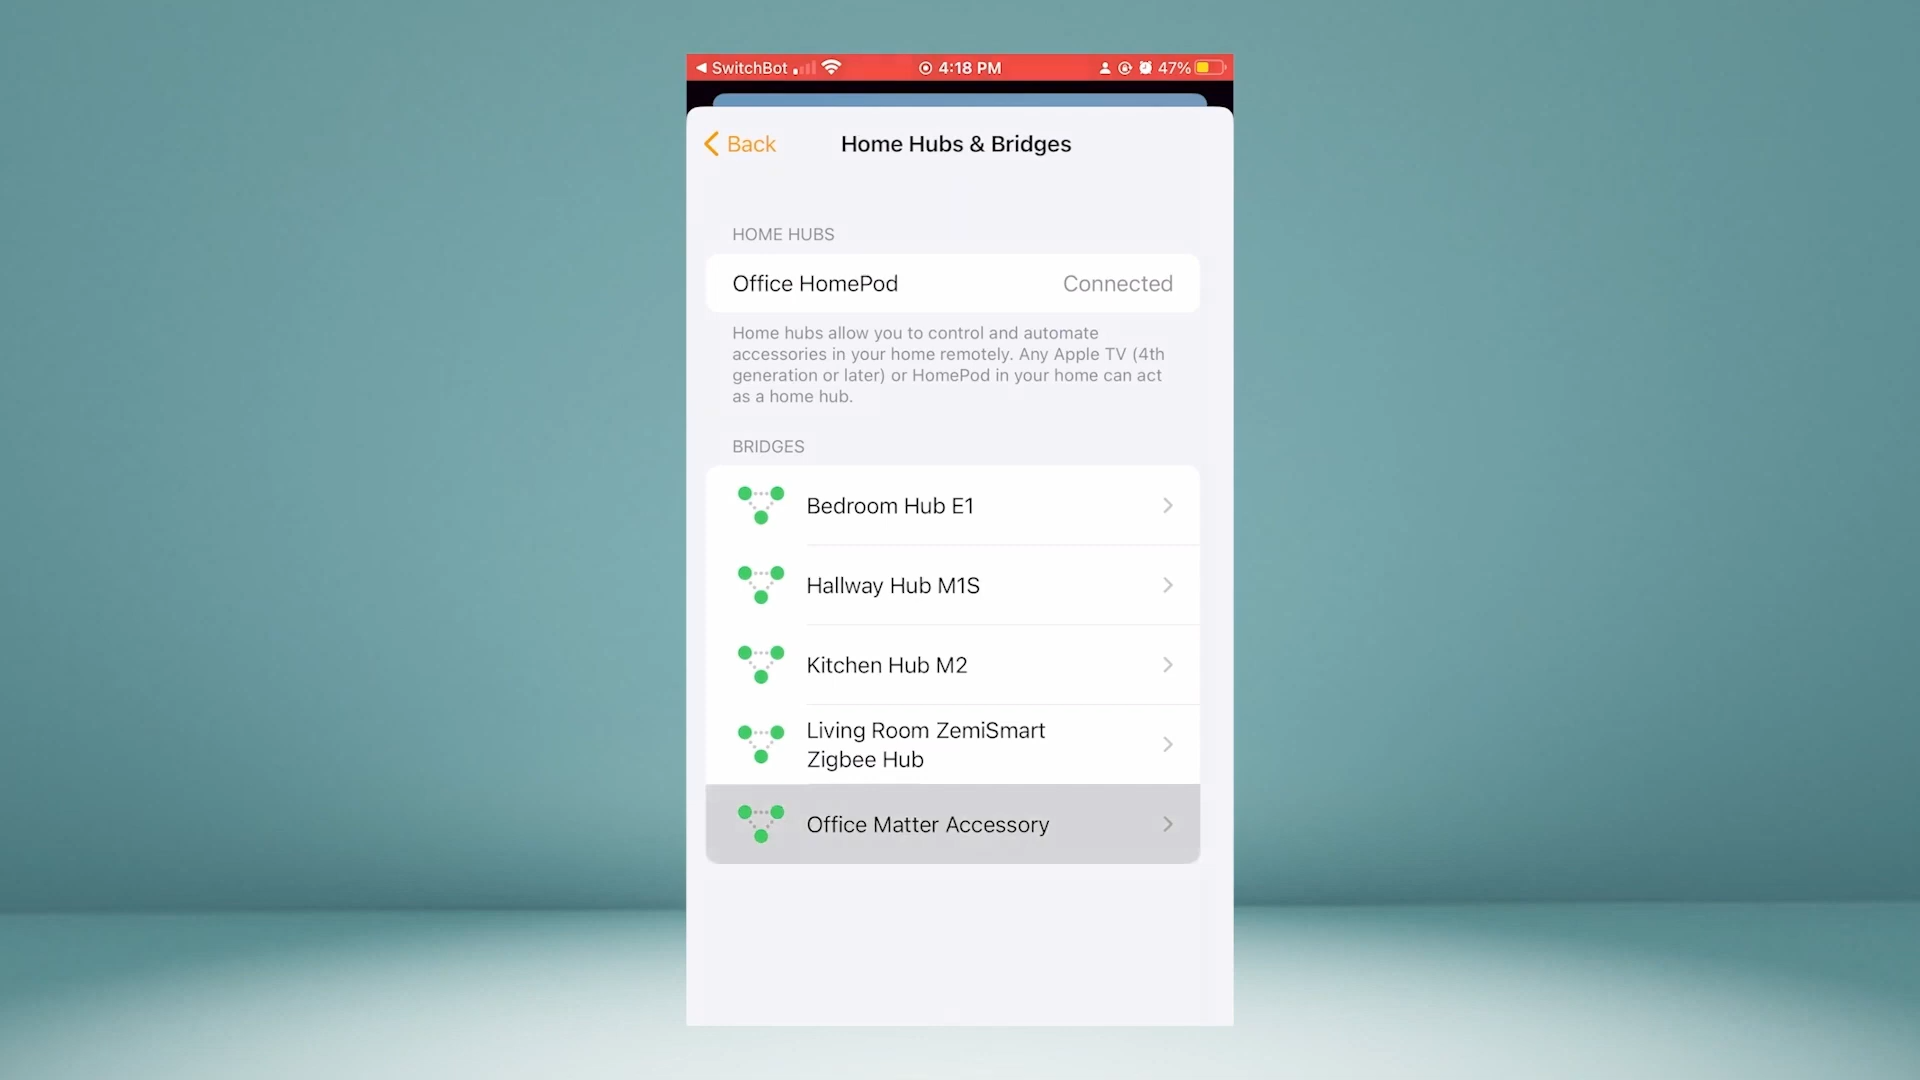 SwitchBot
4:18 PM
47%
Back
Home Hubs & Bridges
HOME HUBS
Office HomePod
Connected
Home hubs allow you to control and automate
accessories in your home remotely. Any Apple TV (4th
generation or later) or HomePod in your home can act
as a home hub.
BRIDGES
Bedroom Hub E1
Hallway Hub M1S
Kitchen Hub M2
Living Room ZemiSmart
Zigbee Hub
Office Matter Accessory